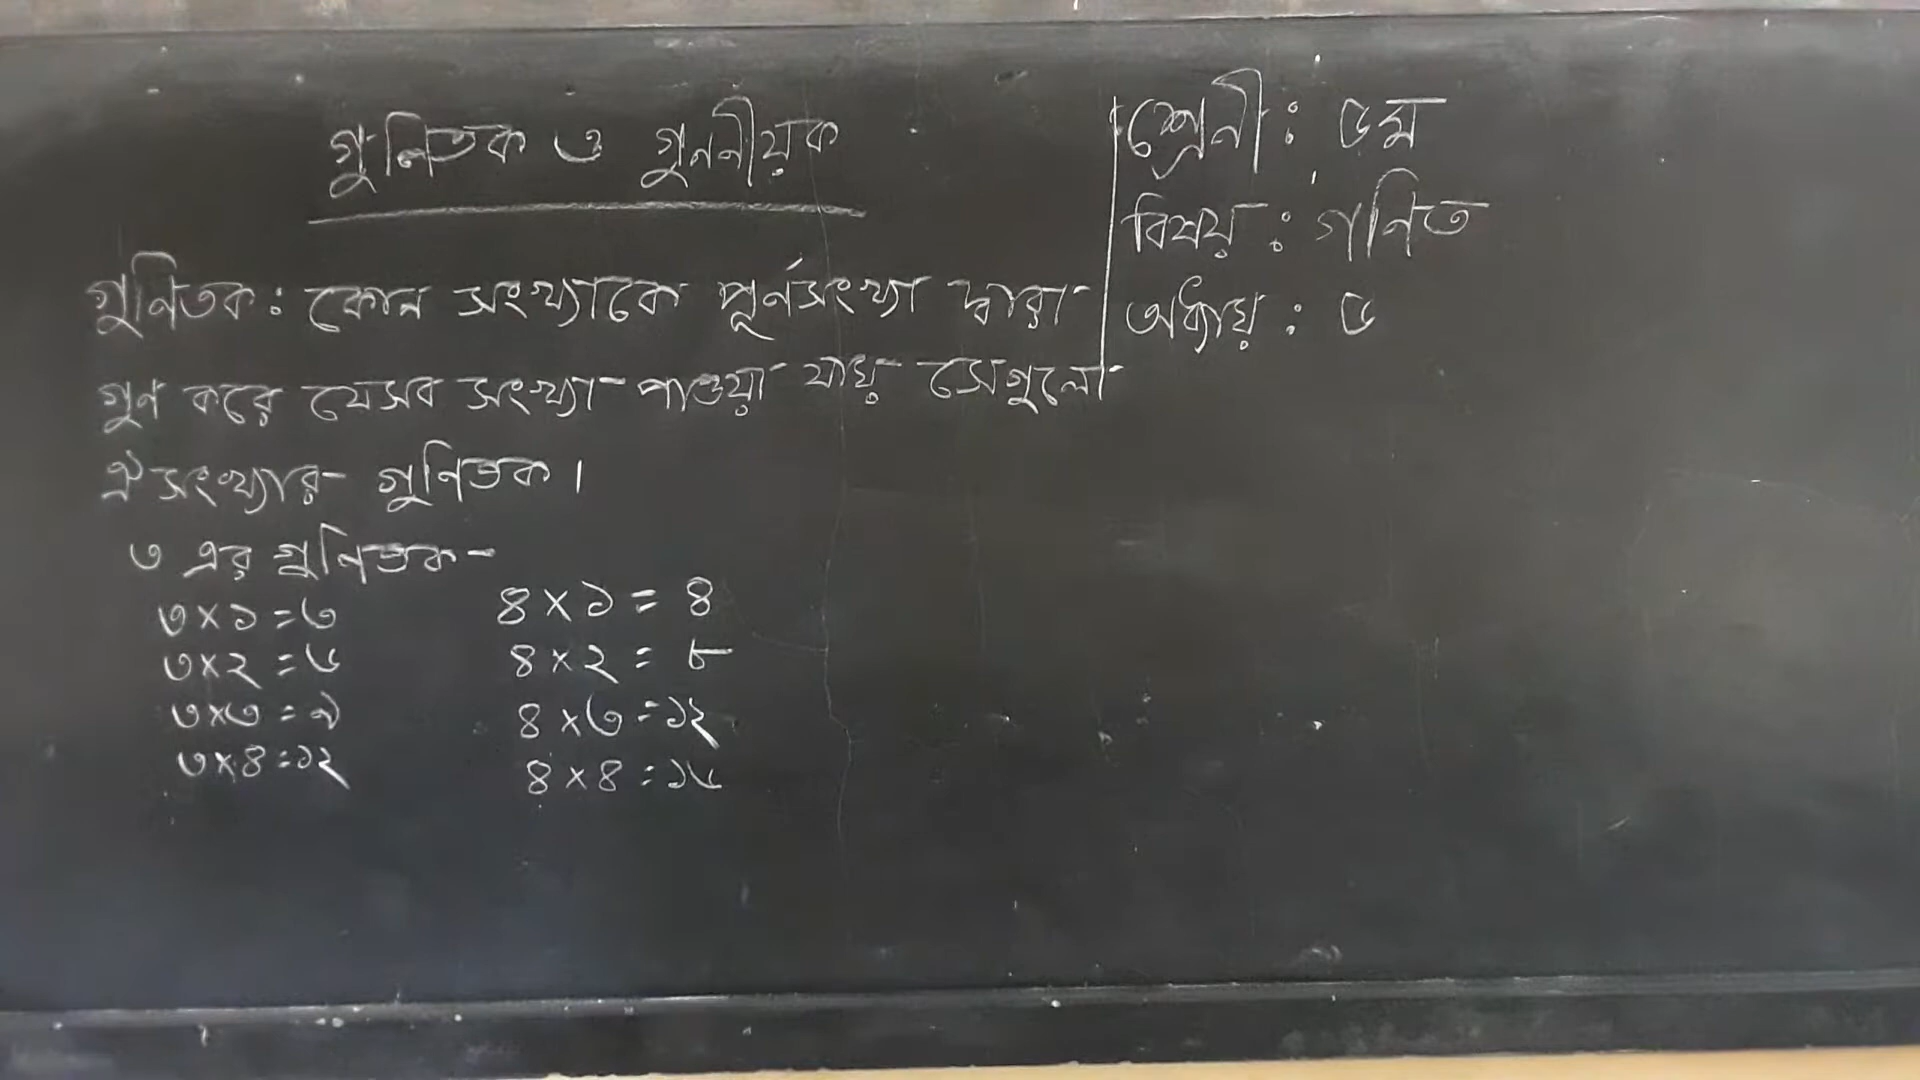 গুনিতক ও গুননীয়ক
শ্রেনী : ৫ম
বিষয় : গনিত
অধ্যায় : ৫
গুনিতক : কোন সংখ্যাকে পূর্নসংখ্যা দ্বারা
গুন করে যেসব সংখ্যা পাওয়া যায় সেগুলো
ঐ সংখ্যার গুনিতক।
৩ এর গুনিতক-
৩×১=৩
৩×২=৬
৩×৩=৯
৩×৪=১২
৪×১=৪
৪×২=৮
৪×৩=১২
৪×৪=১৬